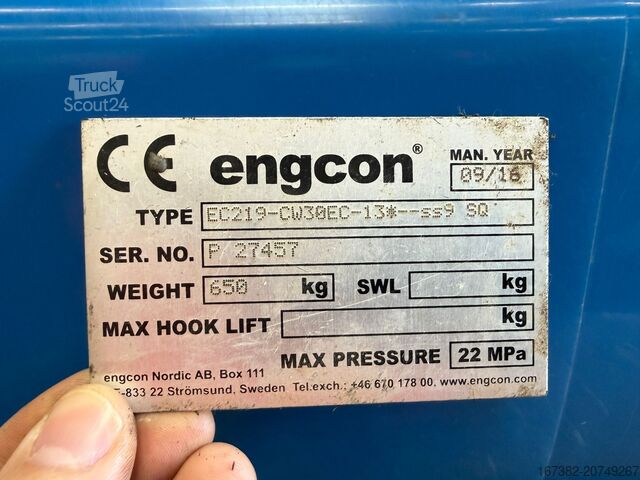 Truck
Scout24
CE engcon® MAN. YEAR
09/16
TYPE EC219-CW30EC-13*--ss9 SQ
SER. NO. P 27457
WEIGHT 650 kg SWL kg
MAX HOOK LIFT kg
MAX PRESSURE 22 MPa
engcon Nordic AB, Box 111
-833 22 Strömsund. Sweden Tel.exch.: +46 670 178 00. www.engcon.com
167382-20749267